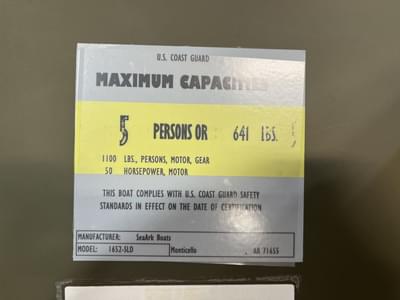 U.S. COAST GUARD
MAXIMUM CAPACITIES
5 PERSONS OR 641 LBS.
1100 LBS., PERSONS, MOTOR, GEAR
50 HORSEPOWER, MOTOR
THIS BOAT COMPLIES WITH U.S. COAST GUARD SAFETY
STANDARDS IN EFFECT ON THE DATE OF CERTIFICATION
MANUFACTURER: SeaArk Boats
MODEL: 1652-SLD Monticello , AR 71655